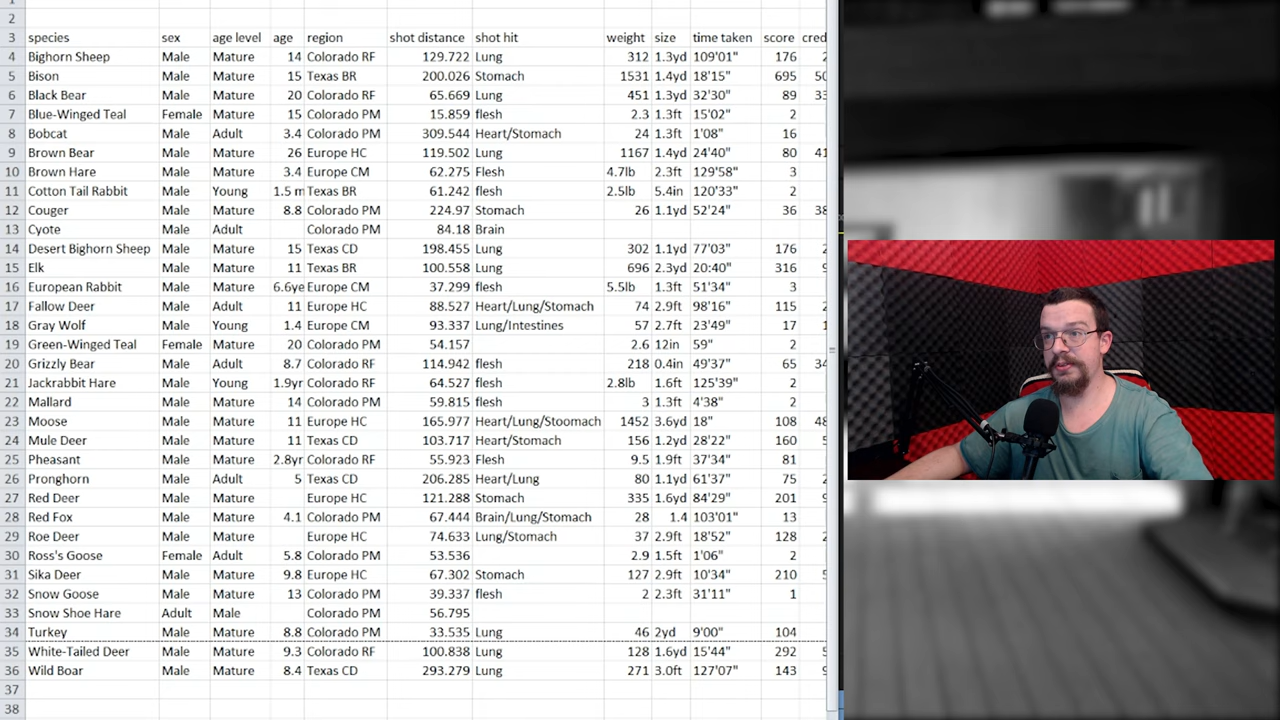 2
3 species sex age level age region shot distance shot hit weight size time taken score cred
4 Bighorn Sheep Male Mature 14 Colorado RF 129.722 Lung 312 1.3yd 109'01" 176 2
5 Bison Male Mature 15 Texas BR 200.026 Stomach 1531 1.4yd 18'15" 695 50
6 Black Bear Male Mature 20 Colorado RF 65.669 Lung 451 1.3yd 32'30" 89 33
7 Blue-Winged Teal Female Mature 15 Colorado PM 15.859 flesh 2.3 1.3ft 15'02" 2
8 Bobcat Male Adult 3.4 Colorado PM 309.544 Heart/Stomach 24 1.3ft 1'08" 16
9 Brown Bear Male Mature 26 Europe HC 119.502 Lung 1167 1.4yd 24'40" 80 41
10 Brown Hare Male Mature 3.4 Europe CM 62.275 Flesh 4.7lb 2.3ft 129'58" 3
11 Cotton Tail Rabbit Male Young 1.5 m Texas BR 61.242 flesh 2.5lb 5.4in 120'33" 2
12 Couger Male Mature 8.8 Colorado PM 224.97 Stomach 26 1.1yd 52'24" 36 38
13 Cyote Male Adult Colorado PM 84.18 Brain
14 Desert Bighorn Sheep Male Mature 15 Texas CD 198.455 Lung 302 1.1yd 77'03" 176 2
15 Elk Male Mature 11 Texas BR 100.558 Lung 696 2.3yd 20:40" 316 9
16 European Rabbit Male Mature 6.6ye Europe CM 37.299 flesh 5.5lb 1.3ft 51'34" 3
17 Fallow Deer Male Adult 11 Europe HC 88.527 Heart/Lung/Stomach 74 2.9ft 98'16" 115 2
18 Gray Wolf Male Young 1.4 Europe CM 93.337 Lung/Intestines 57 2.7ft 23'49" 17 1
19 Green-Winged Teal Female Mature 20 Colorado PM 54.157 2.6 12in 59" 2
20 Grizzly Bear Male Adult 8.7 Colorado RF 114.942 flesh 218 0.4in 49'37" 65 34
21 Jackrabbit Hare Male Young 1.9yr Colorado RF 64.527 flesh 2.8lb 1.6ft 125'39" 2
22 Mallard Male Mature 14 Colorado PM 59.815 flesh 3 1.3ft 4'38" 2
23 Moose Male Mature 11 Europe HC 165.977 Heart/Lung/Stoomach 1452 3.6yd 18" 108 48
24 Mule Deer Male Mature 11 Texas CD 103.717 Heart/Stomach 156 1.2yd 28'22" 160 5
25 Pheasant Male Mature 2.8yr Colorado RF 55.923 Flesh 9.5 1.9ft 37'34" 81
26 Pronghorn Male Adult 5 Texas CD 206.285 Heart/Lung 80 1.1yd 61'37" 75 2
27 Red Deer Male Mature Europe HC 121.288 Stomach 335 1.6yd 84'29" 201 9
28 Red Fox Male Mature 4.1 Colorado PM 67.444 Brain/Lung/Stomach 28 1.4 103'01" 13
29 Roe Deer Male Mature Europe HC 74.633 Lung/Stomach 37 2.9ft 18'52" 128 2
30 Ross's Goose Female Adult 5.8 Colorado PM 53.536 2.9 1.5ft 1'06" 2
31 Sika Deer Male Mature 9.8 Europe HC 67.302 Stomach 127 2.9ft 10'34" 210 5
32 Snow Goose Male Mature 13 Colorado PM 39.337 flesh 2 2.3ft 31'11" 1
33 Snow Shoe Hare Adult Male Colorado PM 56.795
34 Turkey Male Mature 8.8 Colorado PM 33.535 Lung 46 2yd 9'00" 104
35 White-Tailed Deer Male Mature 9.3 Colorado RF 100.838 Lung 128 1.6yd 15'44" 292 5
36 Wild Boar Male Mature 8.4 Texas CD 293.279 Lung 271 3.0ft 127'07" 143 9
37
38